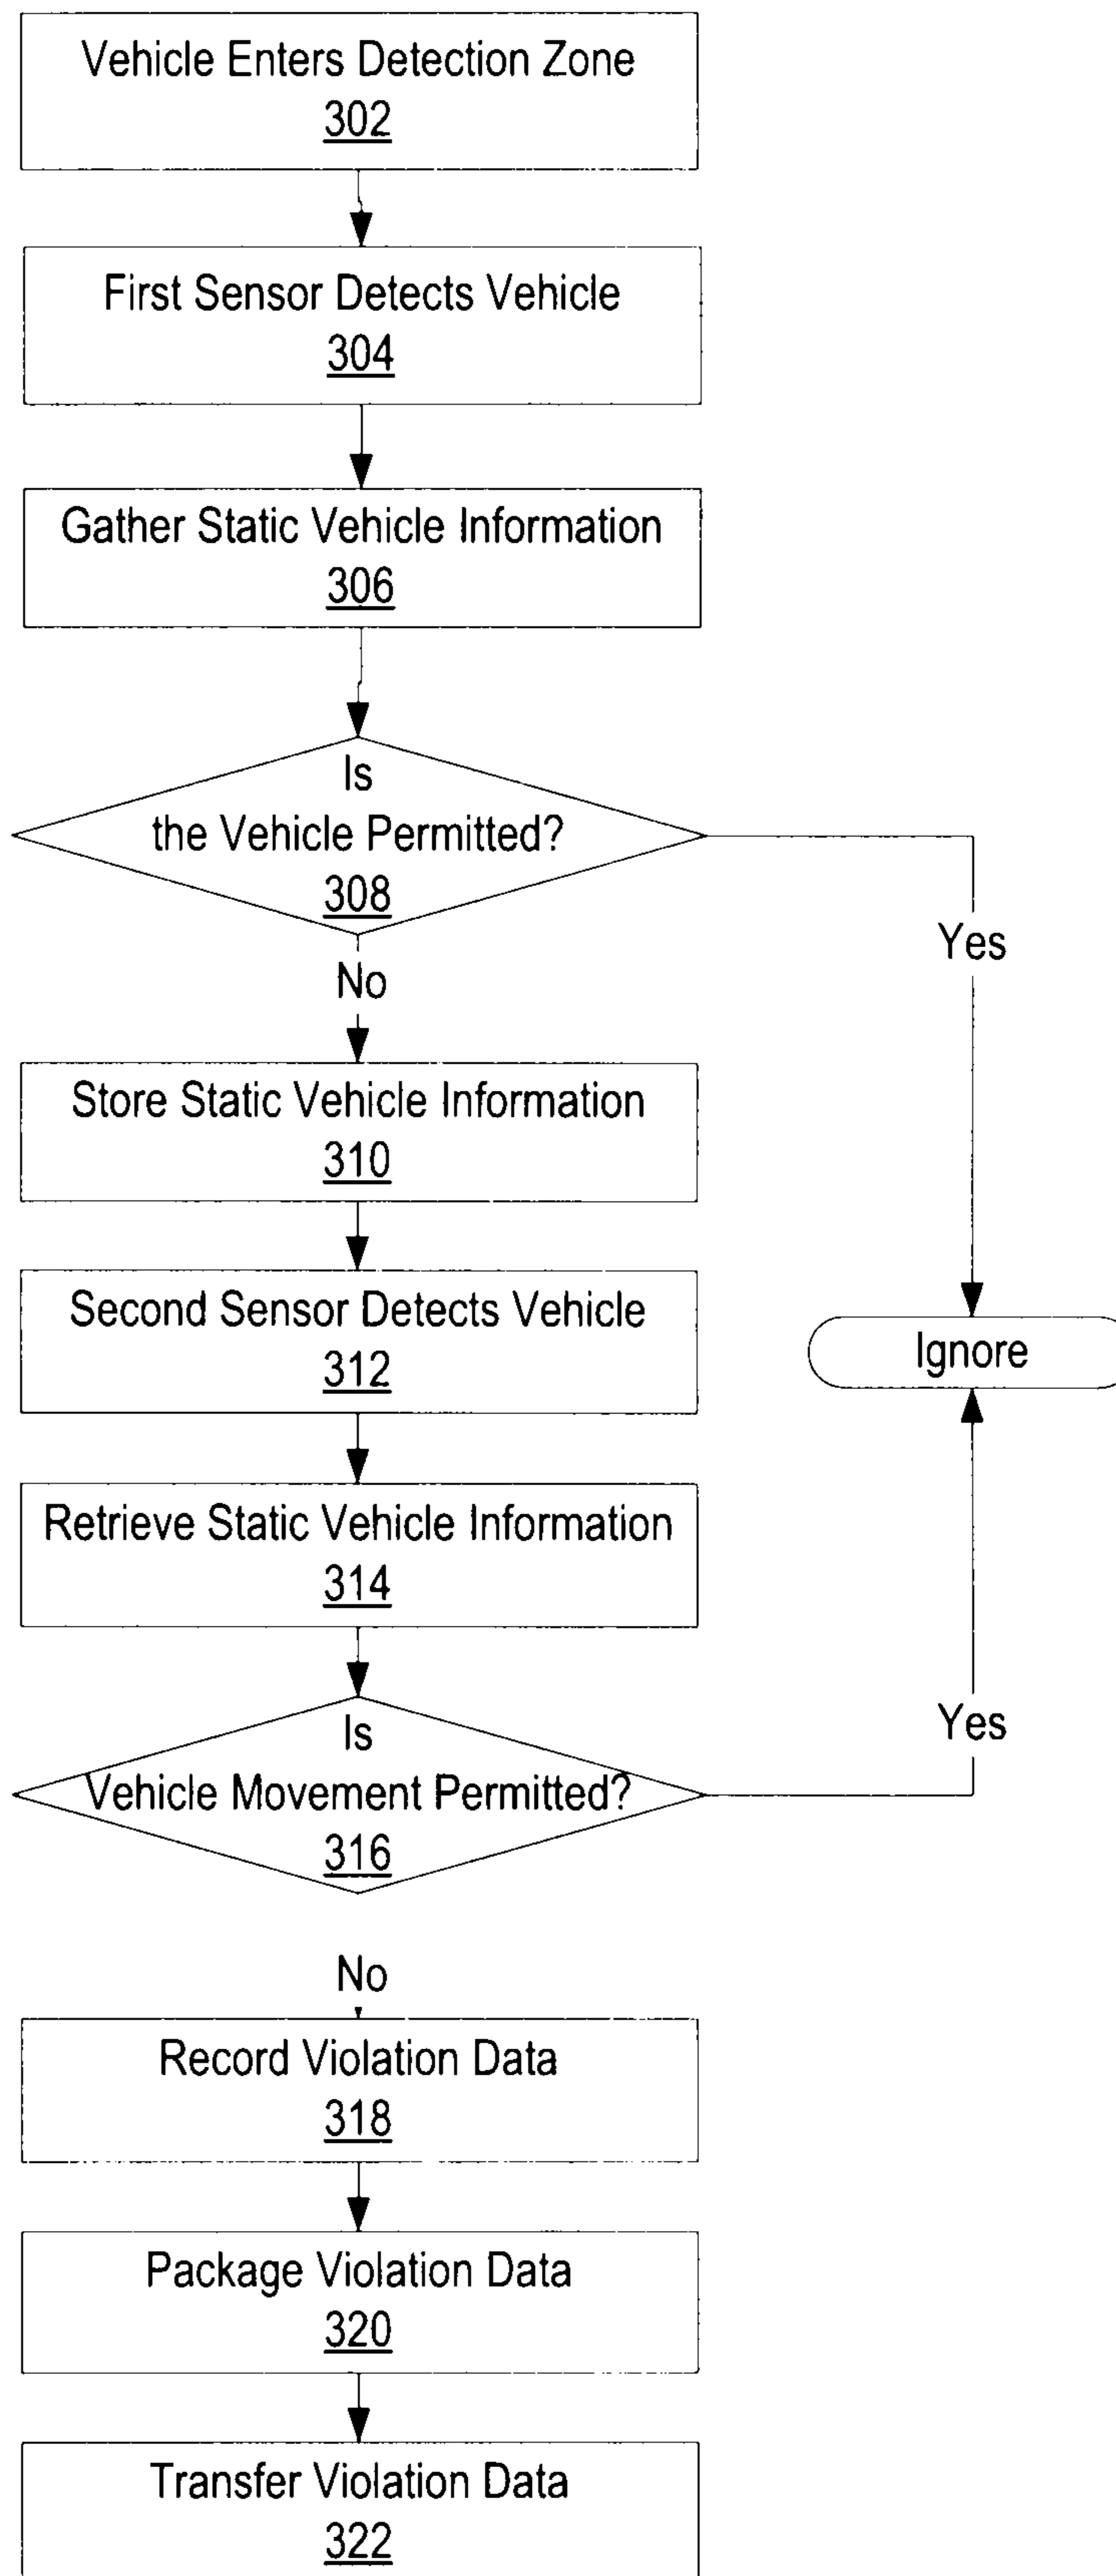 Vehicle Enters Detection Zone
302
First Sensor Detects Vehicle
304
Gather Static Vehicle Information
306
Is
the Vehicle Permitted?
308
Yes
No
Store Static Vehicle Information
310
Second Sensor Detects Vehicle
312
Ignore
Retrieve Static Vehicle Information
314
Is
Vehicle Movement Permitted?
316
Yes
No
Record Violation Data
318
Package Violation Data
320
Transfer Violation Data
322